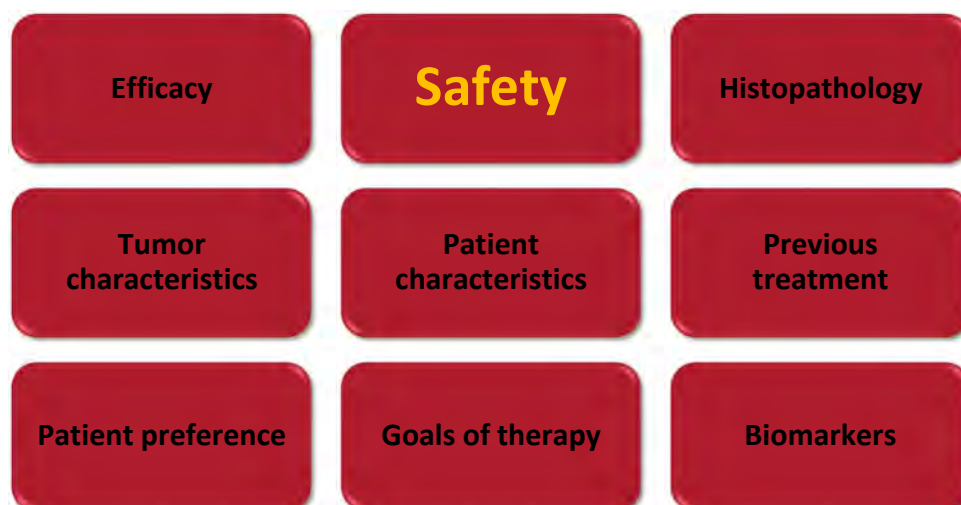 Efficacy
Safety
Histopathology
Tumor
characteristics
Patient
characteristics
Previous
treatment
Patient preference
Goals of therapy
Biomarkers